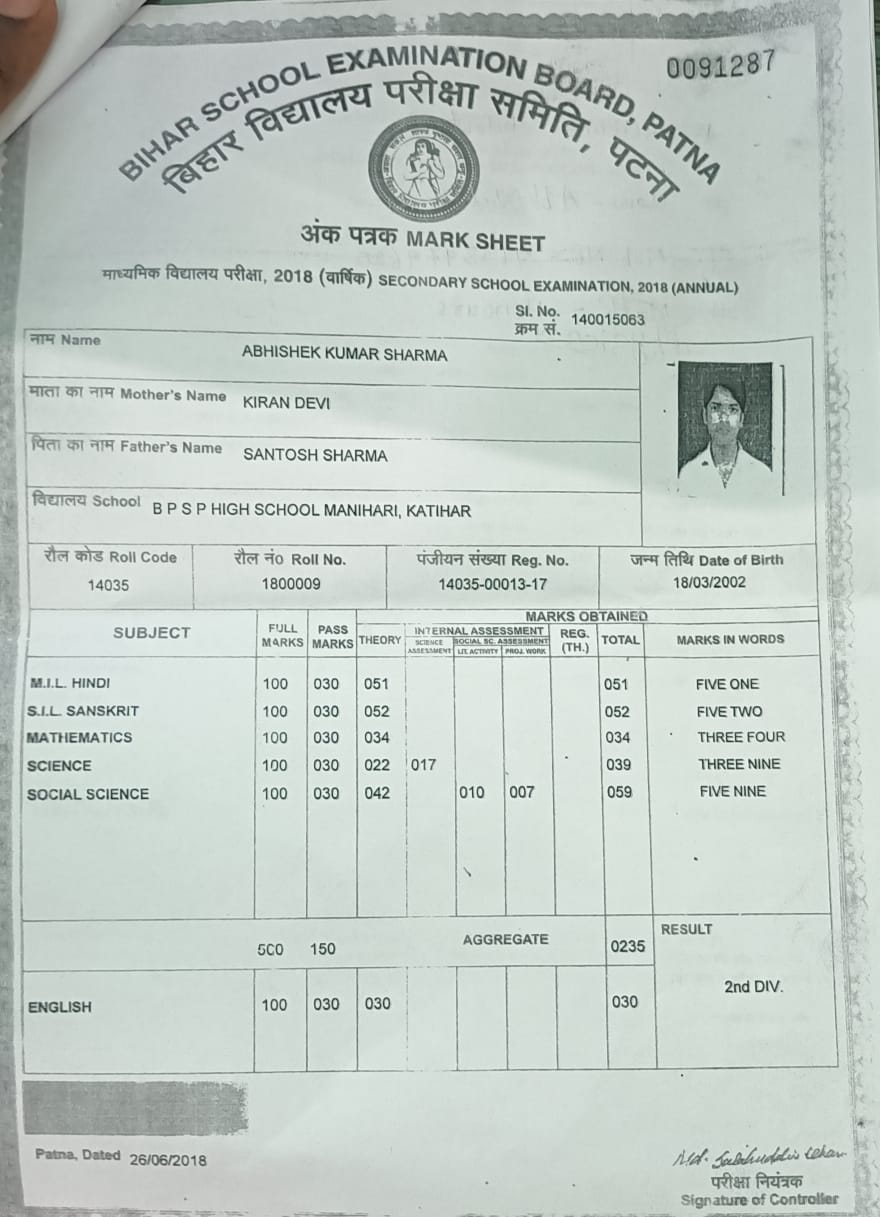 0091287
BIHAR SCHOOL EXAMINATION BOARD, PATNA
बिहार विद्यालय परीक्षा समिति, पटना
अंक पत्रक MARK SHEET
माध्यमिक विद्यालय परीक्षा, 2018 (वार्षिक) SECONDARY SCHOOL EXAMINATION, 2018 (ANNUAL)
Sl. No. 140015063
क्रम सं.
नाम Name ABHISHEK KUMAR SHARMA
माता का नाम Mother's Name KIRAN DEVI
पिता का नाम Father's Name SANTOSH SHARMA
विद्यालय School B P S P HIGH SCHOOL MANIHARI, KATIHAR
रौल कोड Roll Code रौल नं० Roll No. पंजीयन संख्या Reg. No. जन्म तिथि Date of Birth
14035 1800009 14035-00013-17 18/03/2002
MARKS OBTAINED
SUBJECT FULL MARKS PASS MARKS THEORY INTERNAL ASSESSMENT REG. (TH.) TOTAL MARKS IN WORDS
SCIENCE ASSESSMENT SOCIAL SC. ASSESSMENT
LIT. ACTIVITY PROJ. WORK
M.I.L. HINDI 100 030 051 051 FIVE ONE
S.I.L. SANSKRIT 100 030 052 052 FIVE TWO
MATHEMATICS 100 030 034 034 THREE FOUR
SCIENCE 100 030 022 017 039 THREE NINE
SOCIAL SCIENCE 100 030 042 010 007 059 FIVE NINE
500 150 AGGREGATE 0235 RESULT
2nd DIV.
ENGLISH 100 030 030 030
Patna, Dated 26/06/2018
परीक्षा नियंत्रक
Signature of Controller